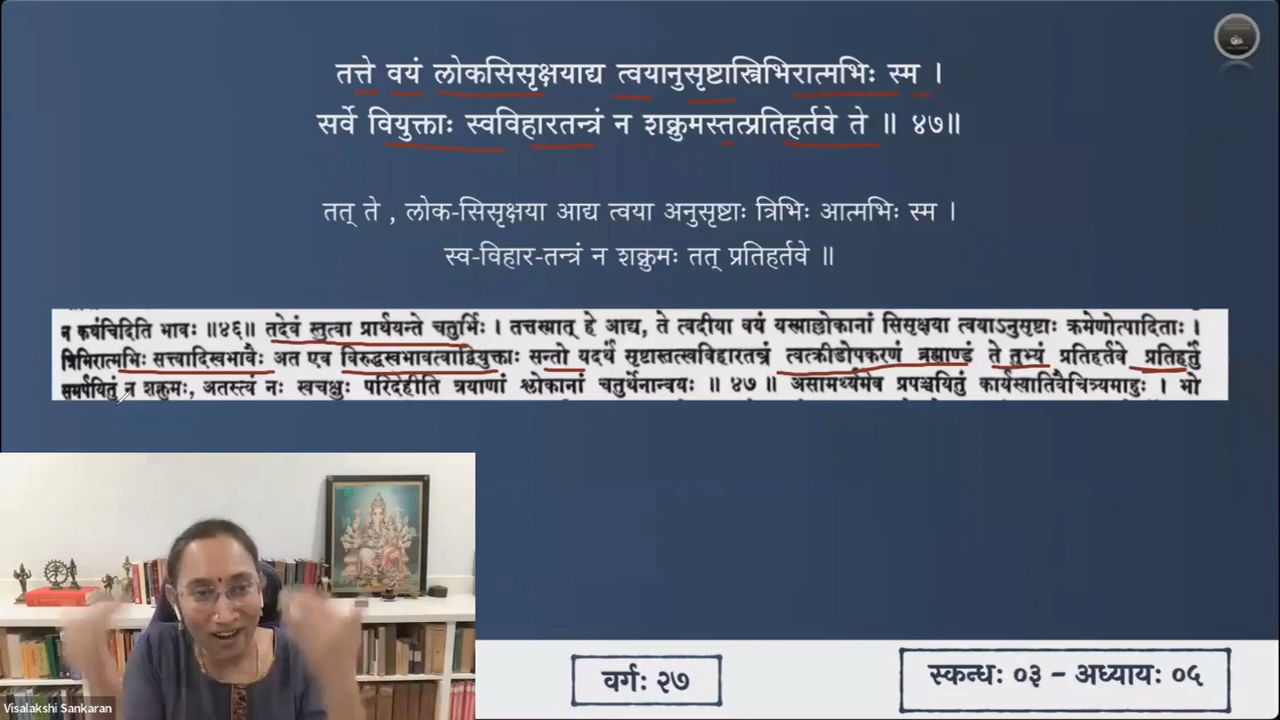 तत्ते वयं लोकसिसृक्षयाद्य त्वयानुसृष्टास्त्रिभिरात्मभिः स्म ।
सर्वे वियुक्ताः स्वविहारतन्त्रं न शक्नुमस्तत्प्रतिहर्तवे ते ॥ ४७॥
तत् ते , लोक-सिसृक्षया आद्य त्वया अनुसृष्टाः त्रिभिः आत्मभिः स्म ।
स्व-विहार-तन्त्रं न शक्नुमः तत् प्रतिहर्तवे ॥
न कथंचिदिति भावः ॥४६॥ तदेवं स्तुत्वा प्रार्थयन्ते चतुर्भिः । तत्तस्मात् हे आद्य, ते त्वदीया वयं यस्माल्लोकानां सिसृक्षया त्वयाऽनुसृष्टाः क्रमेणोत्पादिताः ।
त्रिभिरात्मभिः सत्त्वादिस्वभावैः अत एव विरुद्धस्वभावत्वाद्वियुक्ताः सन्तो यदर्थं सृष्टास्तत्स्वविहारतन्त्रं त्वत्क्रीडोपकरणं ब्रह्माण्डं ते तुभ्यं प्रतिहर्तवे प्रतिहर्तुं
समर्पयितुं न शक्नुमः, अतस्त्वं नः स्वचक्षुः परिदेहीति त्रयाणां श्लोकानां चतुर्थेनान्वयः ॥ ४७ ॥ असामर्थ्यमेव प्रपञ्चयितुं कार्यस्यातिवैचित्र्यमाहुः । भो
Visalakshi Sankaran
वर्गः २७
स्कन्धः ०३ – अध्यायः ०५